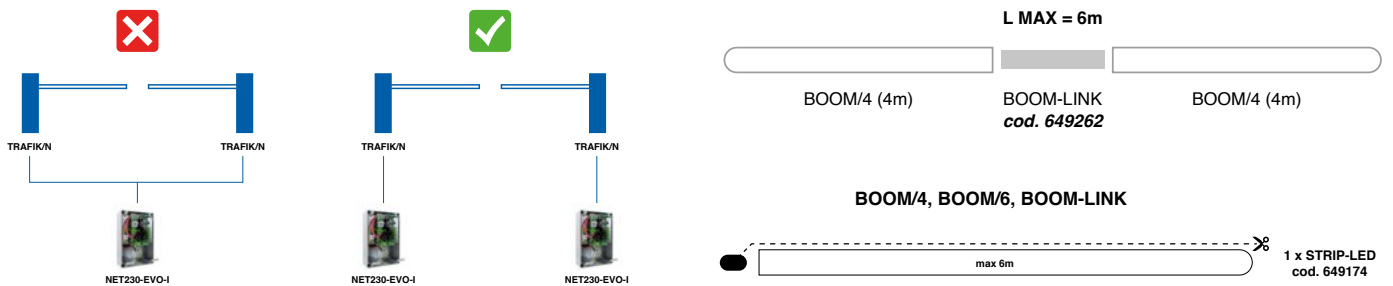 TRAFIK/N
TRAFIK/N
NET230-EVO-I
TRAFIK/N
TRAFIK/N
NET230-EVO-I
NET230-EVO-I
L MAX = 6m
BOOM/4 (4m)
BOOM-LINK
cod. 649262
BOOM/4 (4m)
BOOM/4, BOOM/6, BOOM-LINK
max 6m
1 x STRIP-LED
cod. 649174